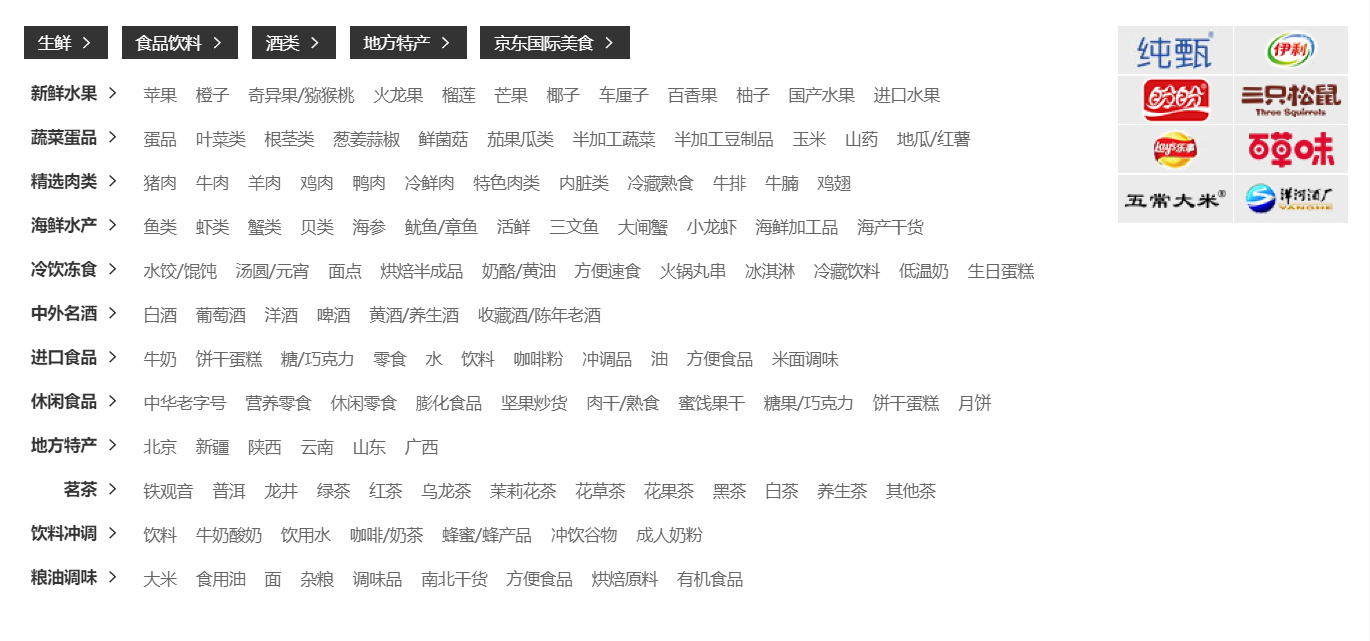 生鲜 食品饮料 酒类 地方特产 京东国际美食
新鲜水果 苹果 橙子 奇异果/猕猴桃 火龙果 榴莲 芒果 椰子 车厘子 百香果 柚子 国产水果 进口水果
蔬菜蛋品 蛋品 叶菜类 根茎类 葱姜蒜椒 鲜菌菇 茄果瓜类 半加工蔬菜 半加工豆制品 玉米 山药 地瓜/红薯
精选肉类 猪肉 牛肉 羊肉 鸡肉 鸭肉 冷鲜肉 特色肉类 内脏类 冷藏熟食 牛排 牛腩 鸡翅
海鲜水产 鱼类 虾类 蟹类 贝类 海参 鱿鱼/章鱼 活鲜 三文鱼 大闸蟹 小龙虾 海鲜加工品 海产干货
冷饮冻食 水饺/馄饨 汤圆/元宵 面点 烘焙半成品 奶酪/黄油 方便速食 火锅丸串 冰淇淋 冷藏饮料 低温奶 生日蛋糕
中外名酒 白酒 葡萄酒 洋酒 啤酒 黄酒/养生酒 收藏酒/陈年老酒
进口食品 牛奶 饼干蛋糕 糖/巧克力 零食 水 饮料 咖啡粉 冲调品 油 方便食品 米面调味
休闲食品 中华老字号 营养零食 休闲零食 膨化食品 坚果炒货 肉干/熟食 蜜饯果干 糖果/巧克力 饼干蛋糕 月饼
地方特产 北京 新疆 陕西 云南 山东 广西
茗茶 铁观音 普洱 龙井 绿茶 红茶 乌龙茶 茉莉花茶 花草茶 花果茶 黑茶 白茶 养生茶 其他茶
饮料冲调 饮料 牛奶酸奶 饮用水 咖啡/奶茶 蜂蜜/蜂产品 冲饮谷物 成人奶粉
粮油调味 大米 食用油 面 杂粮 调味品 南北干货 方便食品 烘焙原料 有机食品
纯甄® 伊利
盼盼 三只松鼠
Three Squirrels
Lay's乐事 百草味
五常大米® 洋河酒厂
YANGHE